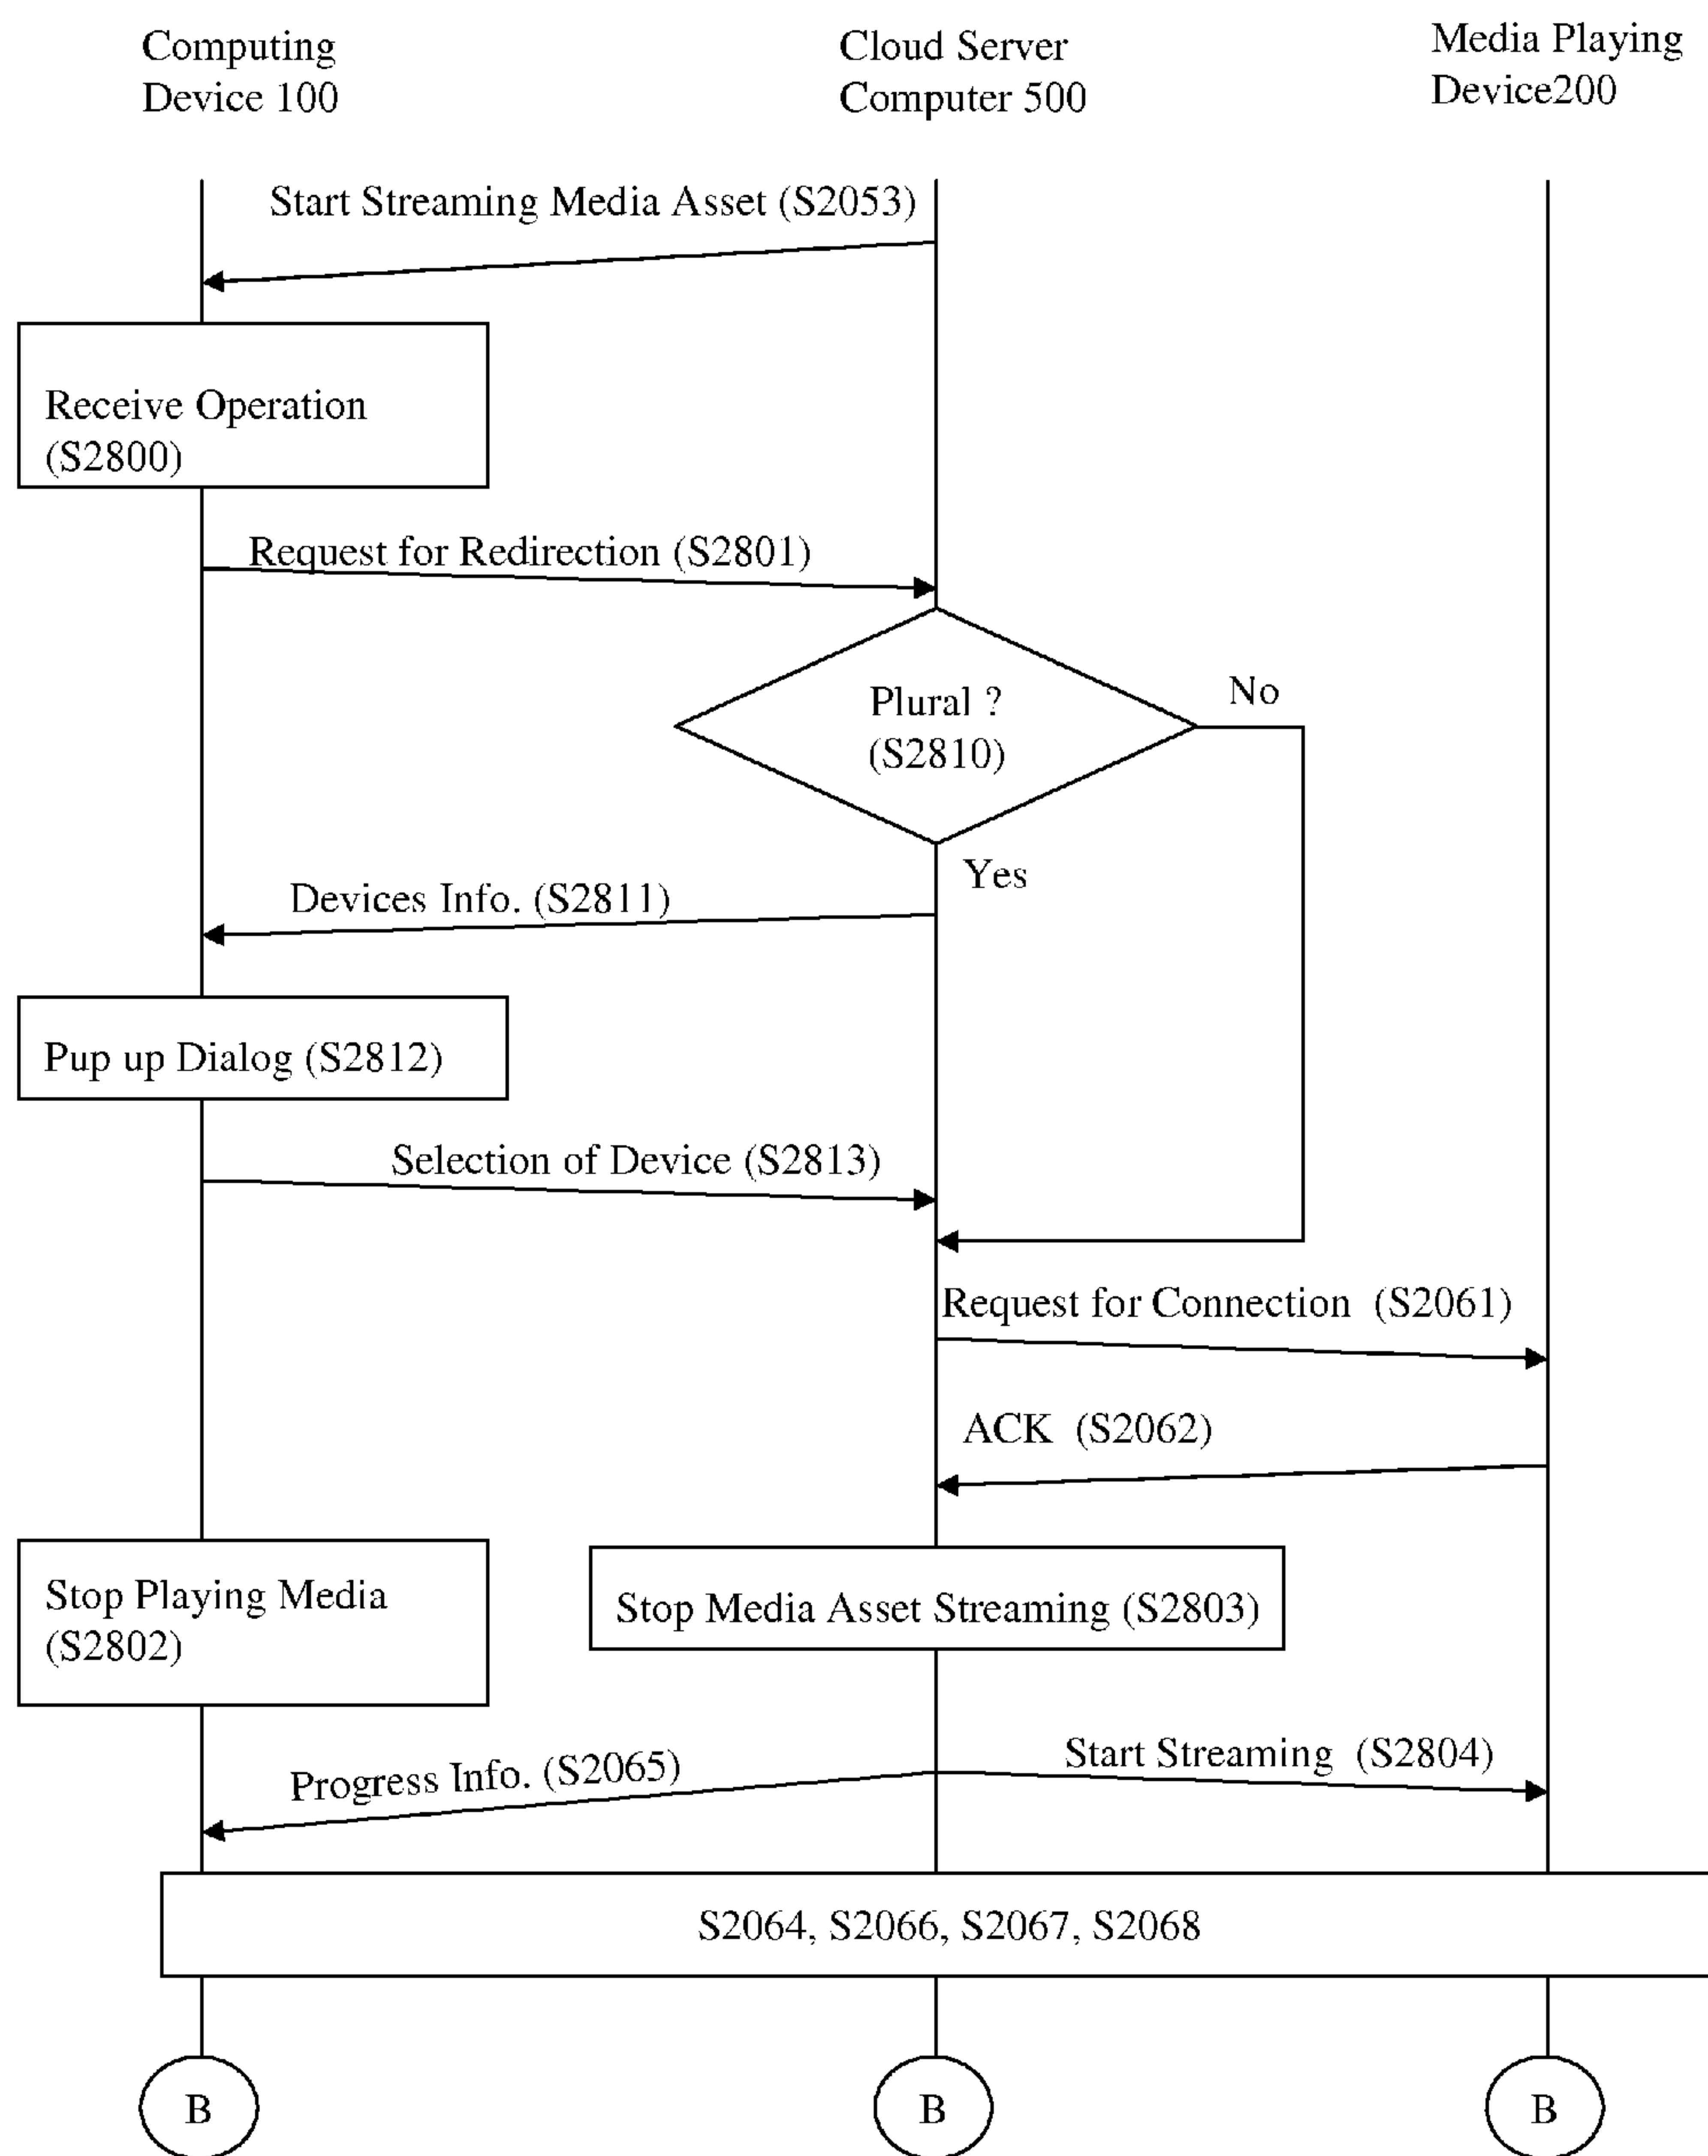 Computing
Device 100
Cloud Server
Computer 500
Media Playing
Device200
Start Streaming Media Asset (S2053)
Receive Operation
(S2800)
Request for Redirection (S2801)
Plural ?
(S2810)
No
Yes
Devices Info. (S2811)
Pup up Dialog (S2812)
Selection of Device (S2813)
Request for Connection (S2061)
ACK (S2062)
Stop Playing Media
(S2802)
Stop Media Asset Streaming (S2803)
Progress Info. (S2065)
Start Streaming (S2804)
S2064, S2066, S2067, S2068
B
B
B